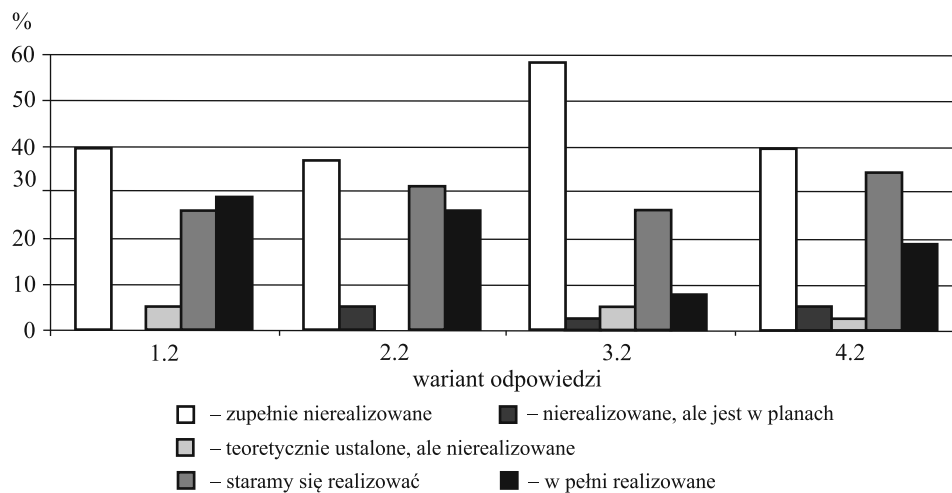 %
60
50
40
30
20
10
0
1.2 2.2 3.2 4.2
wariant odpowiedzi
– zupełnie nierealizowane – nierealizowane, ale jest w planach
– teoretycznie ustalone, ale nierealizowane
– staramy się realizować – w pełni realizowane